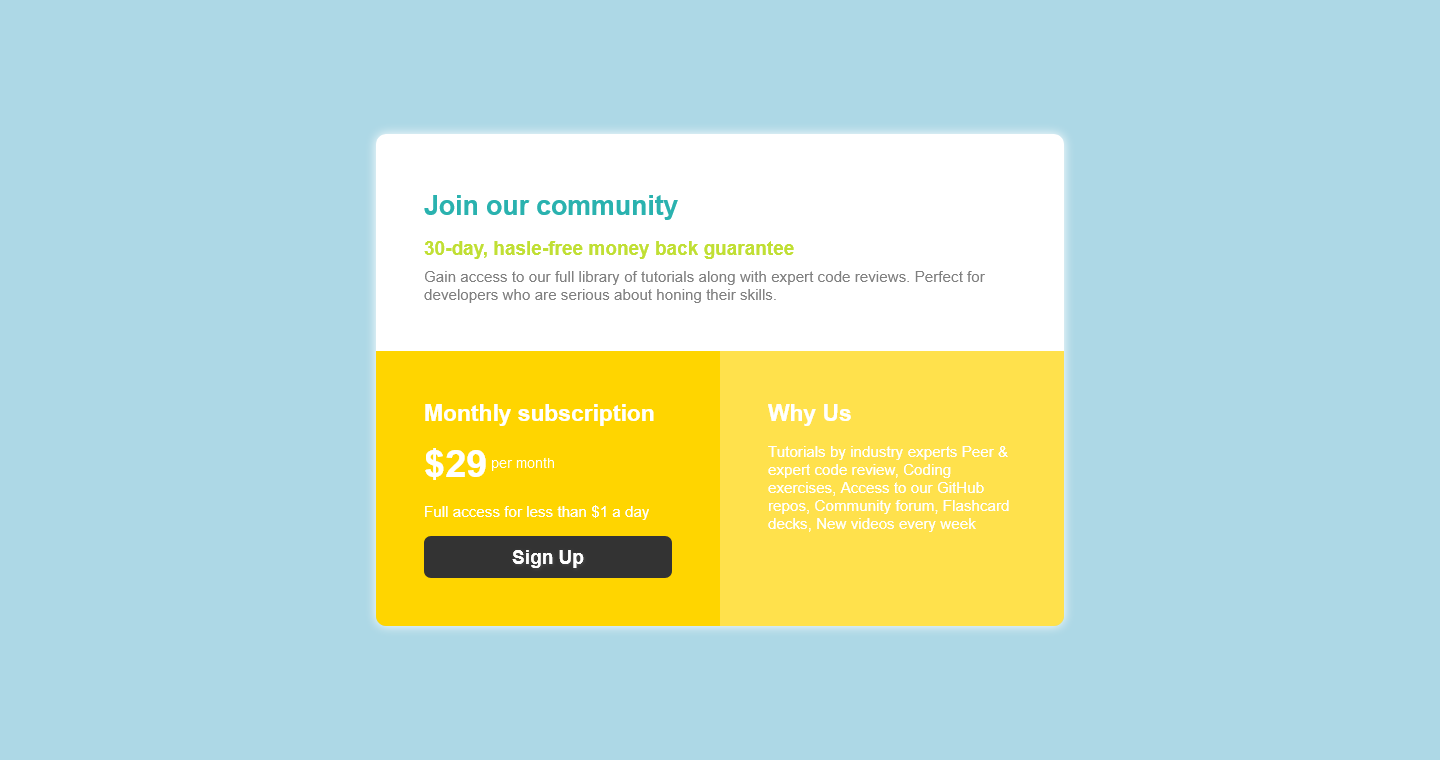 Join our community
30-day, hasle-free money back guarantee
Gain access to our full library of tutorials along with expert code reviews. Perfect for
developers who are serious about honing their skills.
Monthly subscription
$29 per month
Full access for less than $1 a day
Sign Up
Why Us
Tutorials by industry experts Peer &
expert code review, Coding
exercises, Access to our GitHub
repos, Community forum, Flashcard
decks, New videos every week